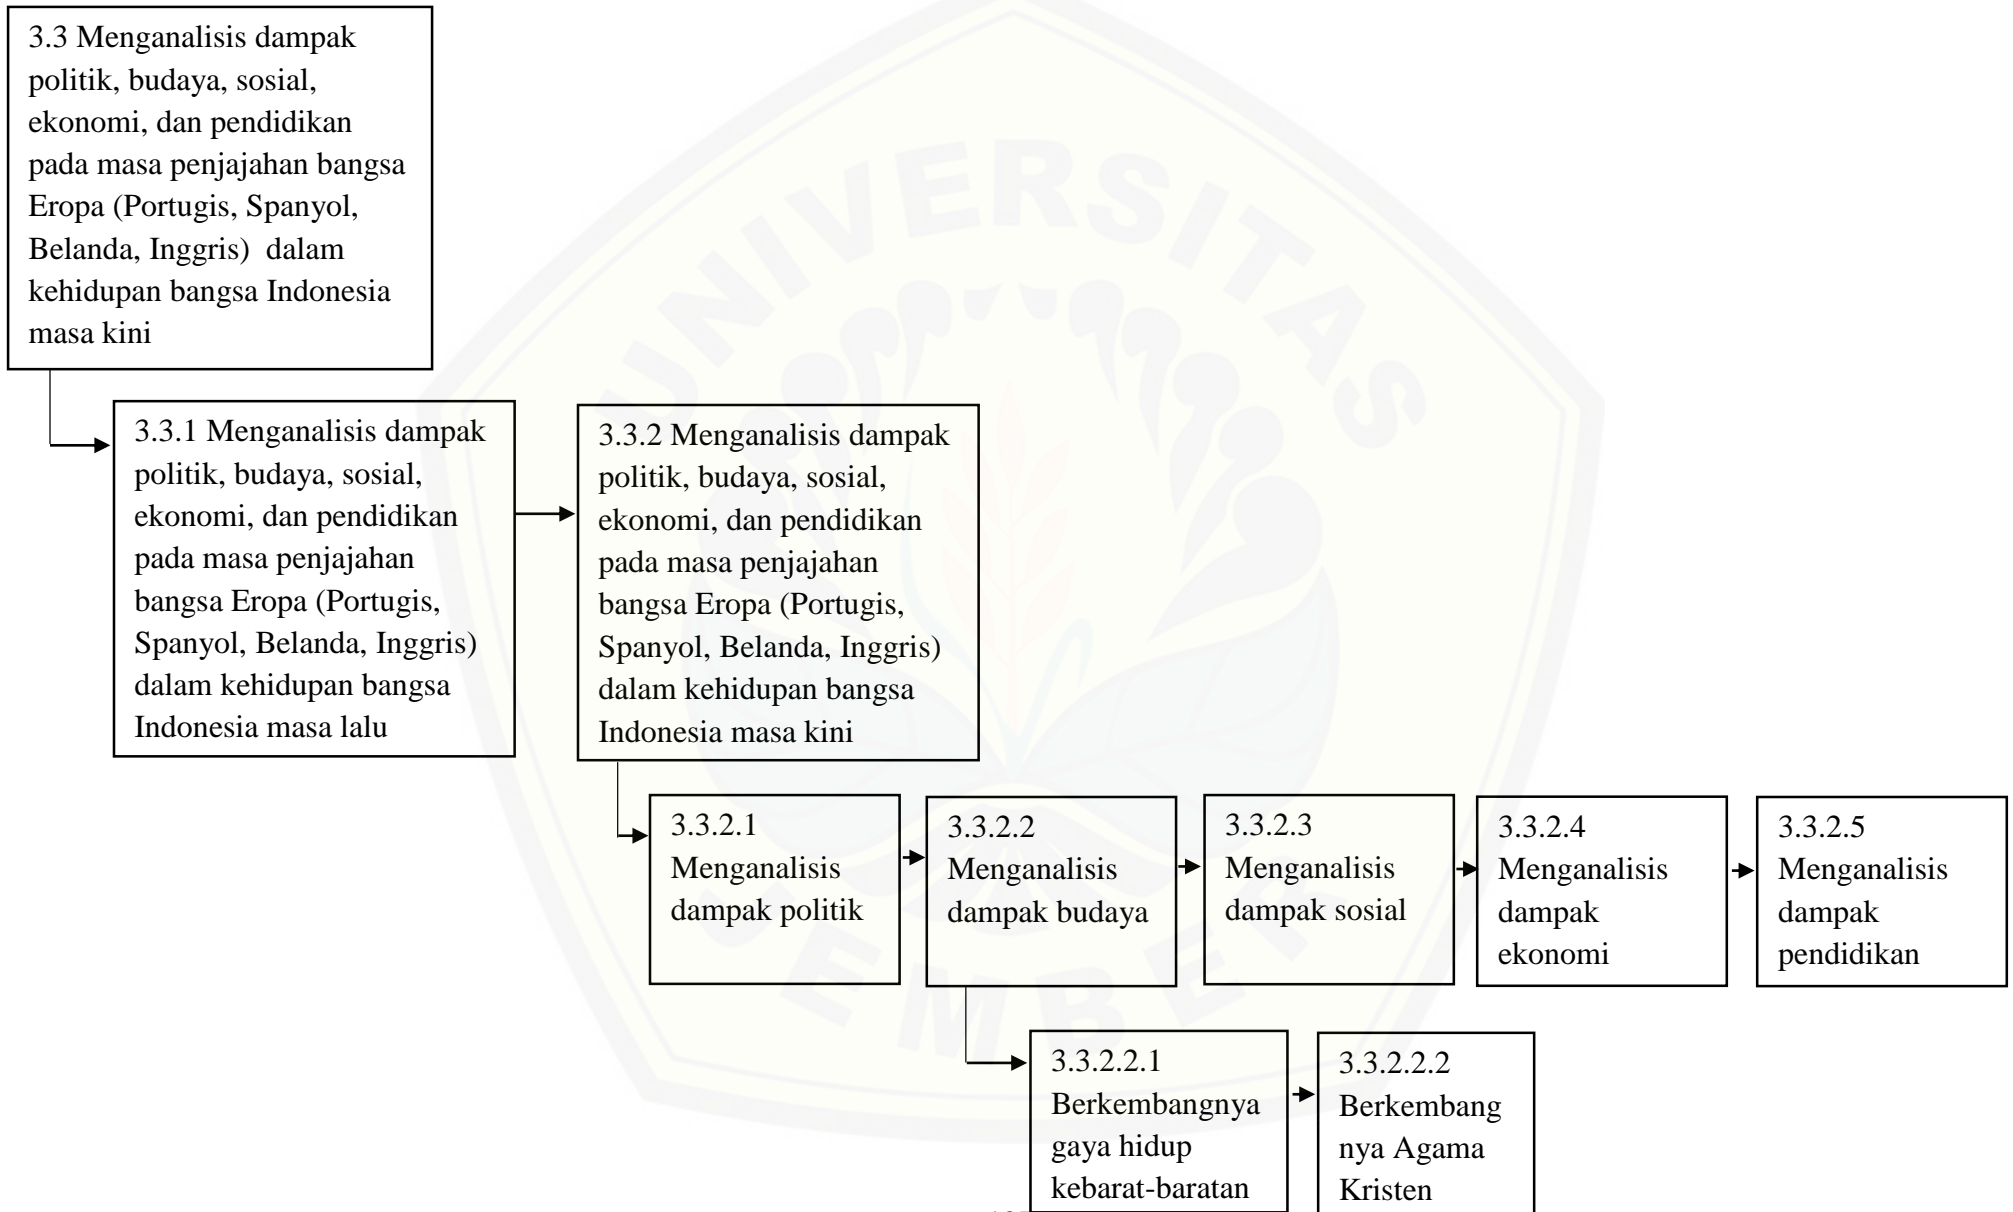 3.3 Menganalisis dampak
politik, budaya, sosial,
ekonomi, dan pendidikan
pada masa penjajahan bangsa
Eropa (Portugis, Spanyol,
Belanda, Inggris) dalam
kehidupan bangsa Indonesia
masa kini
3.3.1 Menganalisis dampak
politik, budaya, sosial,
ekonomi, dan pendidikan
pada masa penjajahan
bangsa Eropa (Portugis,
Spanyol, Belanda, Inggris)
dalam kehidupan bangsa
Indonesia masa lalu
3.3.2 Menganalisis dampak
politik, budaya, sosial,
ekonomi, dan pendidikan
pada masa penjajahan
bangsa Eropa (Portugis,
Spanyol, Belanda, Inggris)
dalam kehidupan bangsa
Indonesia masa kini
3.3.2.1
Menganalisis
dampak politik
3.3.2.2
Menganalisis
dampak budaya
3.3.2.3
Menganalisis
dampak sosial
3.3.2.4
Menganalisis
dampak
ekonomi
3.3.2.5
Menganalisis
dampak
pendidikan
3.3.2.2.1
Berkembangnya
gaya hidup
kebarat-baratan
3.3.2.2.2
Berkembang
nya Agama
Kristen
UNIVERSITAS
JEMBER